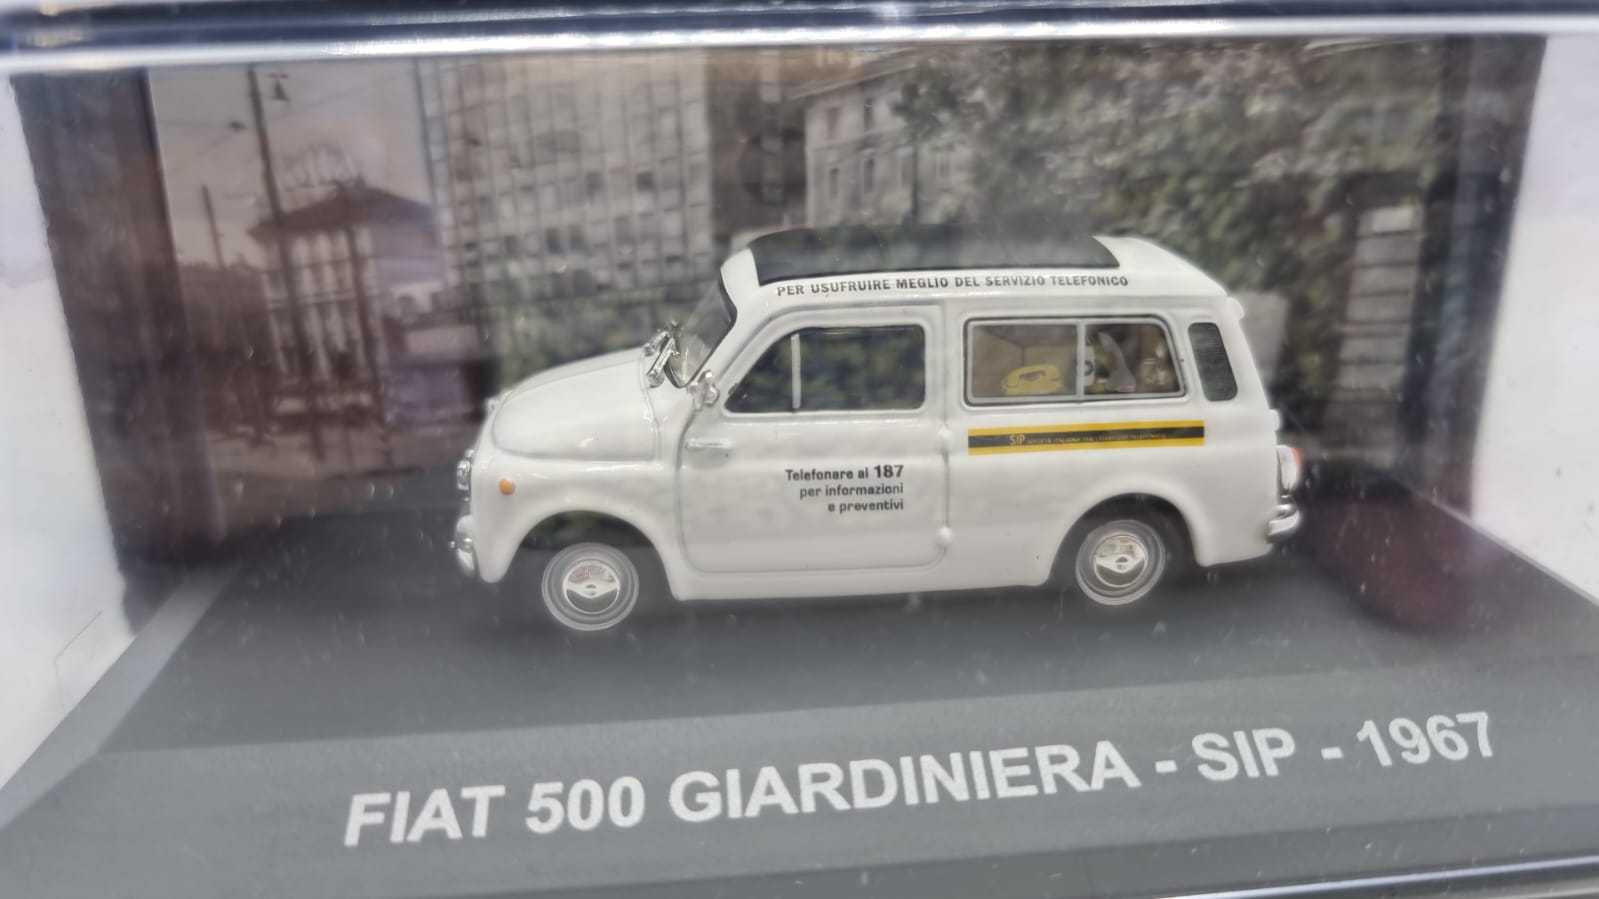 PER USUFRUIRE MEGLIO DEL SERVIZIO TELEFONICO
SIP
Telefonare al 187
per informazioni
e preventivi
FIAT 500 GIARDINIERA - SIP - 1967